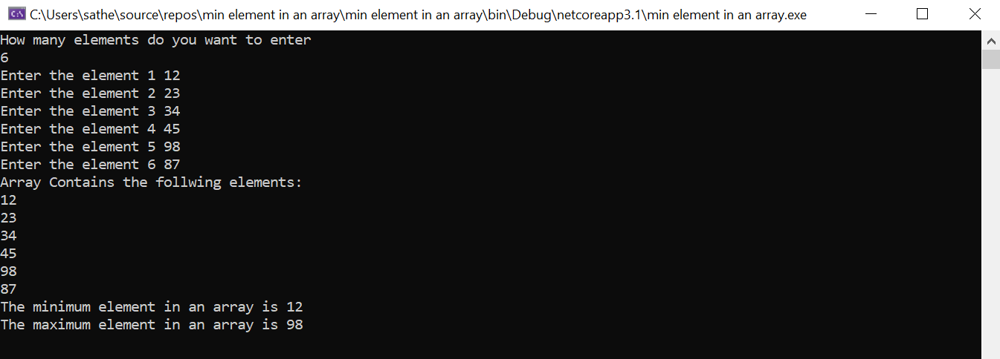 C:\Users\sathe\source\repos\min element in an array\min element in an array\bin\Debug\netcoreapp3.1\min element in an array.exe
How many elements do you want to enter
6
Enter the element 1 12
Enter the element 2 23
Enter the element 3 34
Enter the element 4 45
Enter the element 5 98
Enter the element 6 87
Array Contains the follwing elements:
12
23
34
45
98
87
The minimum element in an array is 12
The maximum element in an array is 98